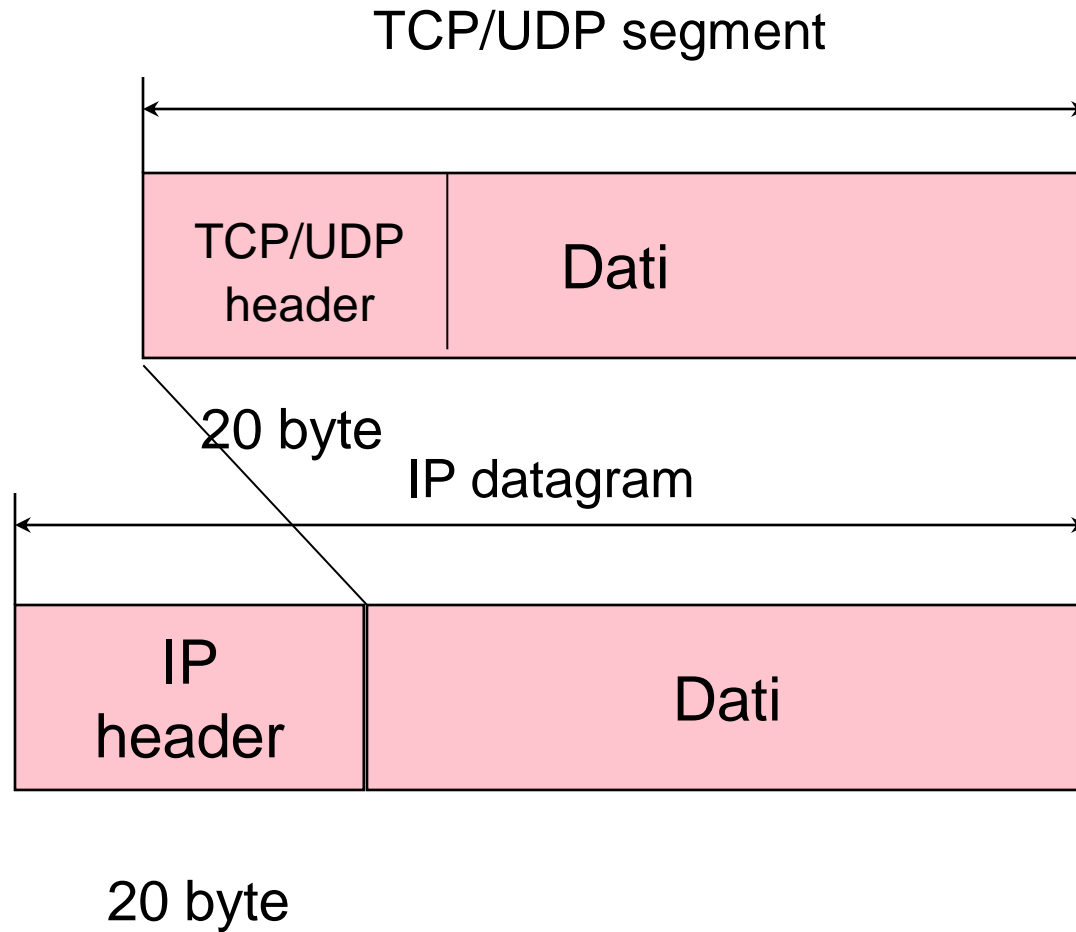 TCP/UDP segment
TCP/UDP
header
Dati
20 byte
IP datagram
IP
header
Dati
20 byte